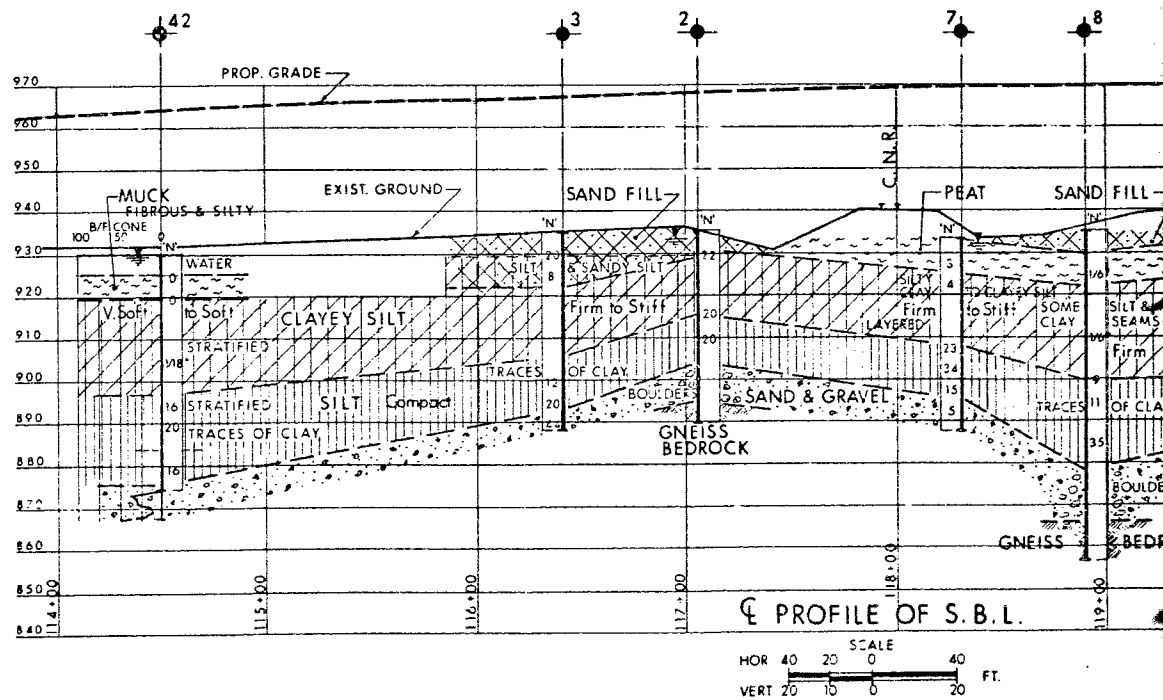 42 3 2 7 8
PROP. GRADE
970
960
950
C.N.R.
MUCK
FIBROUS & SILTY
EXIST. GROUND
SAND FILL
PEAT
SAND FILL
940
B/F CONE
100 50 0
'N' 'N' 'N' 'N' 'N'
930
WATER
SILT & SANDY SILT
920
V. Soft to Soft
CLAYEY SILT
Firm to Stiff
SILTY CLAY TO CLAYEY SILT
Firm to Stiff
SOME CLAY
SILT & SEAMS
910
STRATIFIED
LAYERED
Firm
900
TRACES OF CLAY
STRATIFIED
SILT Compact
BOULDE
SAND & GRAVEL
TRACES OF CLA
890
TRACES OF CLAY
GNEISS
BEDROCK
880
BOULDE
870
860
GNEISS BEDR
850
114+00 115+00 116+00 117+00 118+00 119+00
840
℄ PROFILE OF S.B.L.
SCALE
HOR 40 20 0 40 FT.
VERT 20 10 0 20